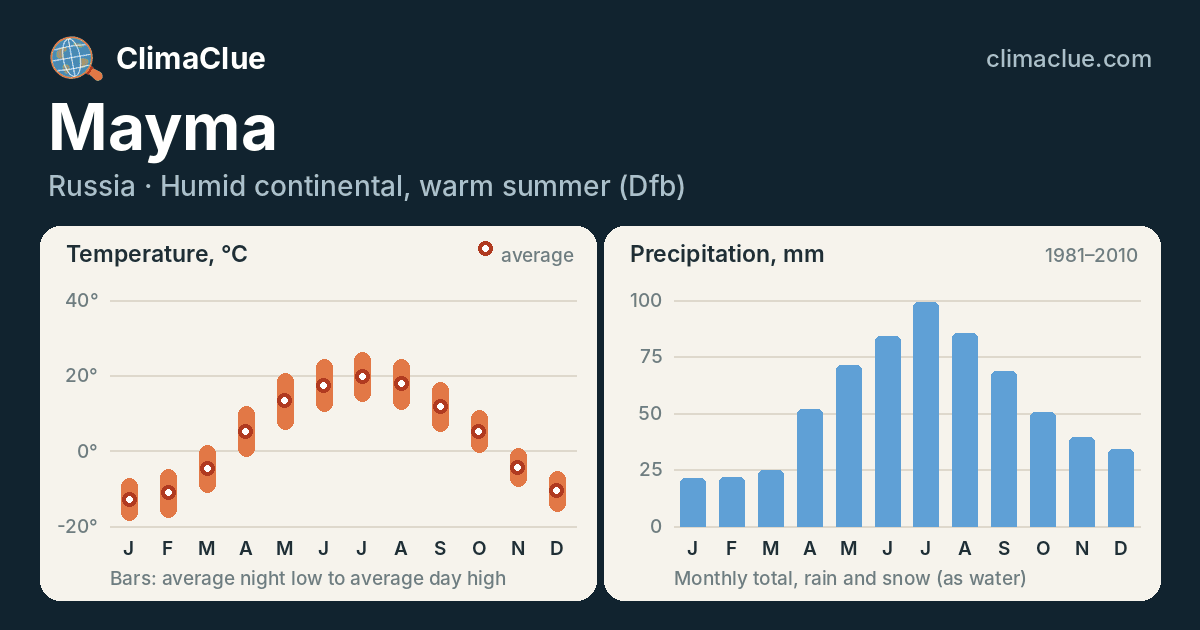 ClimaClue
climaclue.com
Mayma
Russia · Humid continental, warm summer (Dfb)
Temperature, °C
average
40°
20°
0°
-20°
J F M A M J J A S O N D
Bars: average night low to average day high
Precipitation, mm
1981–2010
100
75
50
25
0
J F M A M J J A S O N D
Monthly total, rain and snow (as water)